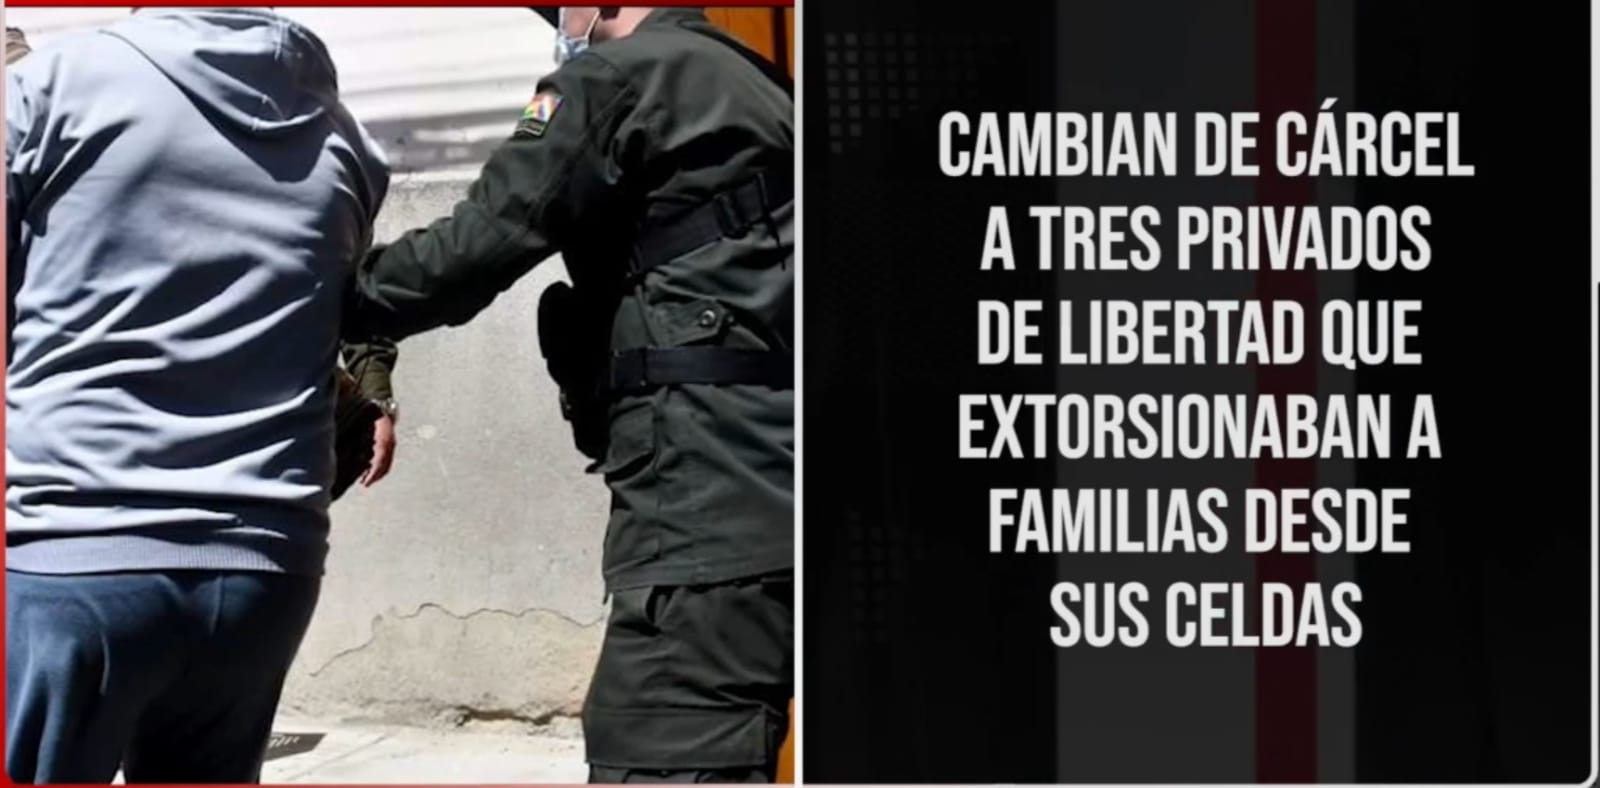 CAMBIAN DE CÁRCEL
A TRES PRIVADOS
DE LIBERTAD QUE
EXTORSIONABAN A
FAMILIAS DESDE
SUS CELDAS